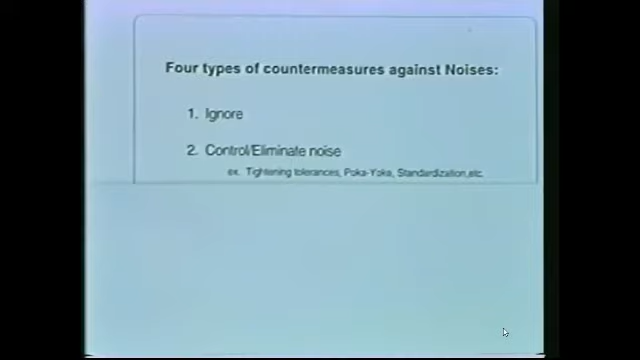 Four types of countermeasures against Noises:
1. Ignore
2. Control/Eliminate noise
ex. Tightening tolerances, Poka-Yoke, Standardization,etc.